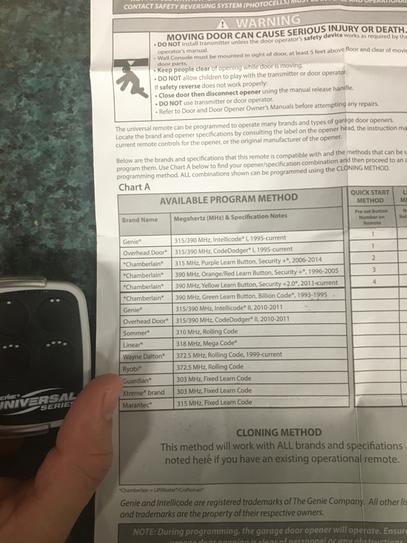 CONTACT SAFETY REVERSING SYSTEM (PHOTOCELLS)
WARNING
MOVING DOOR CAN CAUSE SERIOUS INJURY OR DEATH.
• DO NOT install transmitter unless the door operator's safety device works as required by the
operator's manual.
• Wall Console must be mounted in sight of door, at least 5 feet above floor and clear of
door parts.
• Keep people clear of opening while door is moving.
• DO NOT allow children to play with the transmitter or door operator.
If safety reverse does not work properly:
• Close door then disconnect opener using the manual release handle.
• DO NOT use transmitter or door operator.
• Refer to Door and Door Opener Owner's Manuals before attempting any repairs.
The universal remote can be programmed to operate many brands and types of garage door openers.
Locate the brand and opener specifications by consulting the label on the opener head, the instruction
current remote controls for the opener, or the original manufacturer of the opener.
Below are the brands and specifications that this remote is compatible with and the methods that can be
program them. Use Chart A below to find your opener/specification combination and then proceed to an
programming method. ALL combinations shown can be programmed using the CLONING METHOD.
Chart A
AVAILABLE PROGRAM METHOD
QUICK START
METHOD
Brand Name
Megahertz (MHz) & Specification Notes
Pre-set Button
Number on
Remote
Genie® 315/390 MHz, Intellicode® I, 1995-current 1
Overhead Door® 315/390 MHz, CodeDodger® I, 1995-current 1
*Chamberlain® 315 MHz, Purple Learn Button, Security +®, 2006-2014 2
*Chamberlain® 390 MHz, Orange/Red Learn Button, Security +®, 1996-2005 3
*Chamberlain® 390 MHz, Yellow Learn Button, Security +2.0®, 2011-current 4
*Chamberlain® 390 MHz, Green Learn Button, Billion Code®, 1993-1995
Genie® 315/390 MHz, Intellicode® II, 2010-2011
Overhead Door® 315/390 MHz, CodeDodger® II, 2010-2011
Sommer® 310 MHz, Rolling Code
Linear® 318 MHz, Mega Code®
Wayne Dalton® 372.5 MHz, Rolling Code, 1999-current
Ryobi® 372.5 MHz, Rolling Code
Guardian® 303 MHz, Fixed Learn Code
Xtreme® brand 303 MHz, Fixed Learn Code
Marantec® 315 MHz, Fixed Learn Code
UNIVERSAL
SERIES
CLONING METHOD
This method will work with ALL brands and specifications
noted here if you have an existing operational remote.
*Chamberlain = LiftMaster®/Craftsman®
Genie and Intellicode are registered trademarks of The Genie Company. All other
and trademarks are the property of their respective owners.
NOTE: During programming, the garage door opener will operate. Ensure